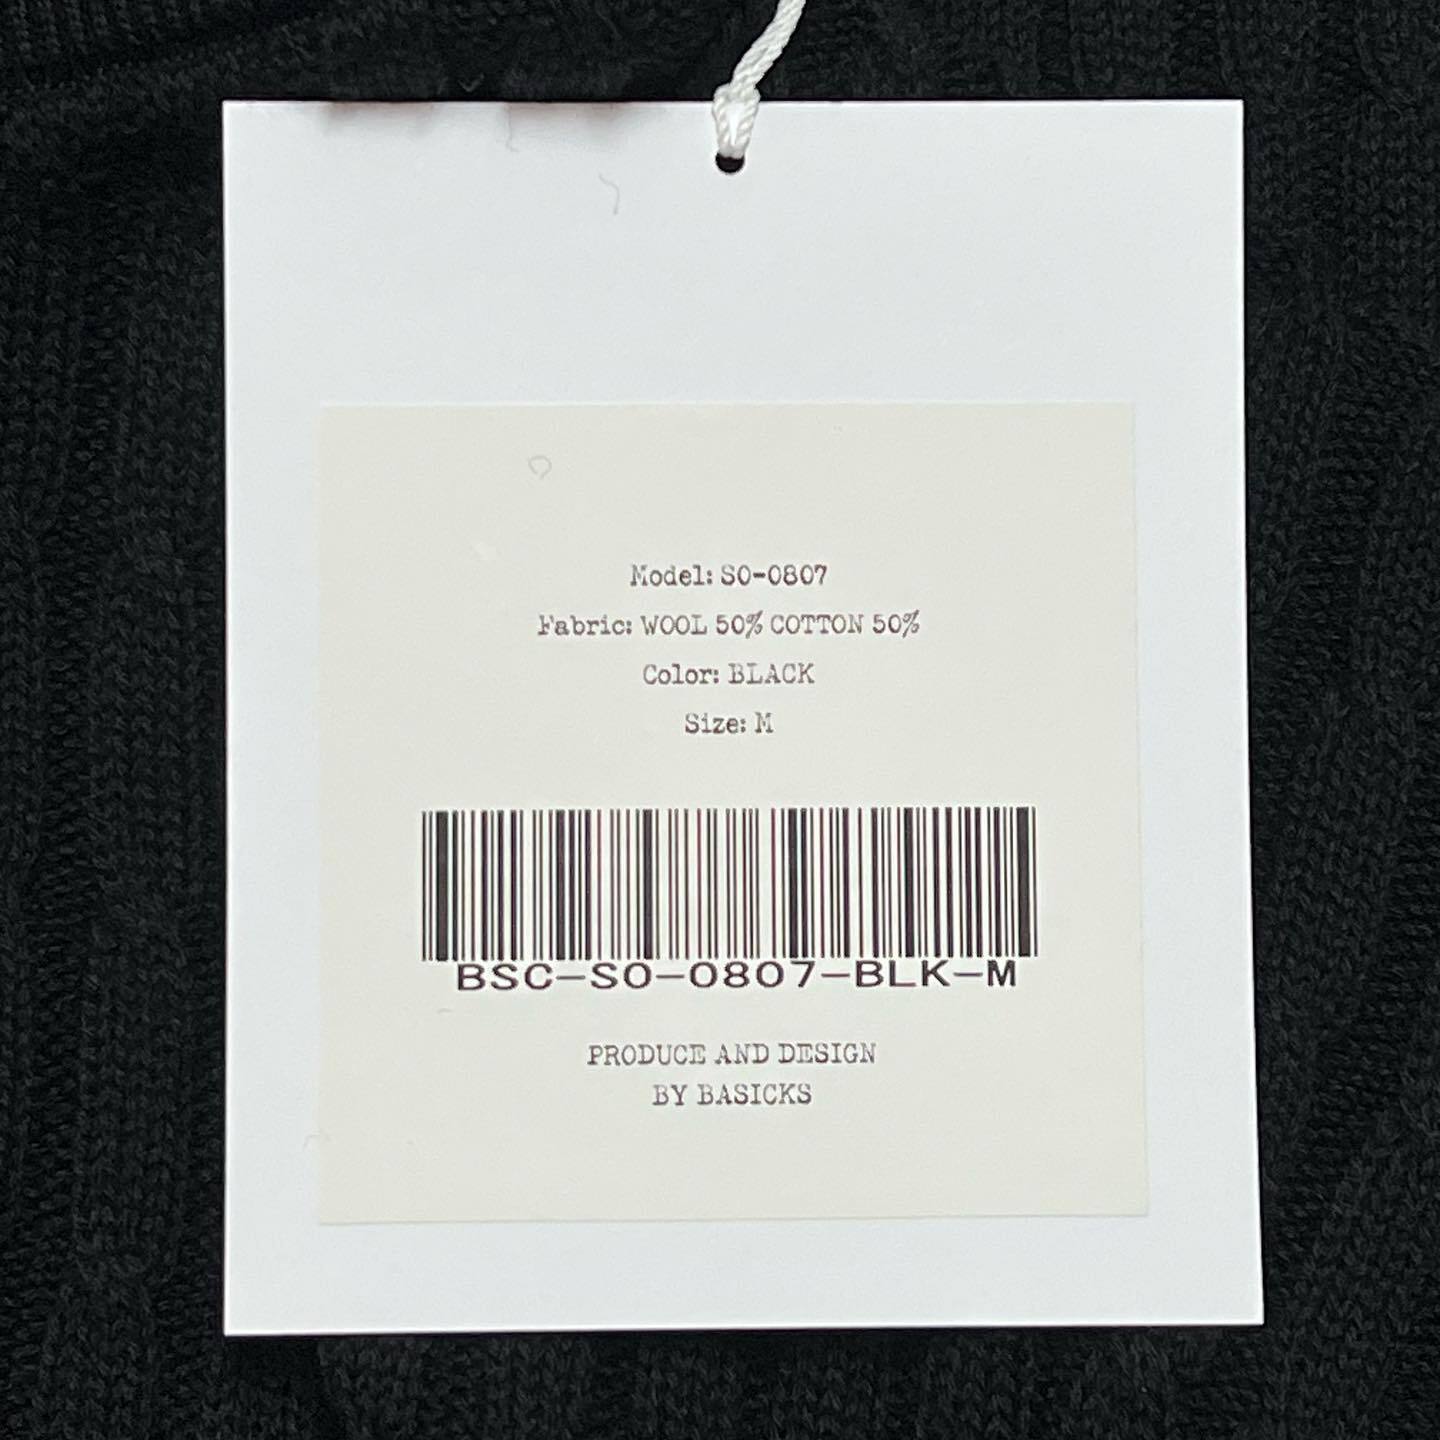 Model: SO-0807
Fabric: WOOL 50% COTTON 50%
Color: BLACK
Size: M
BSC-SO-0807-BLK-M
PRODUCE AND DESIGN
BY BASICKS